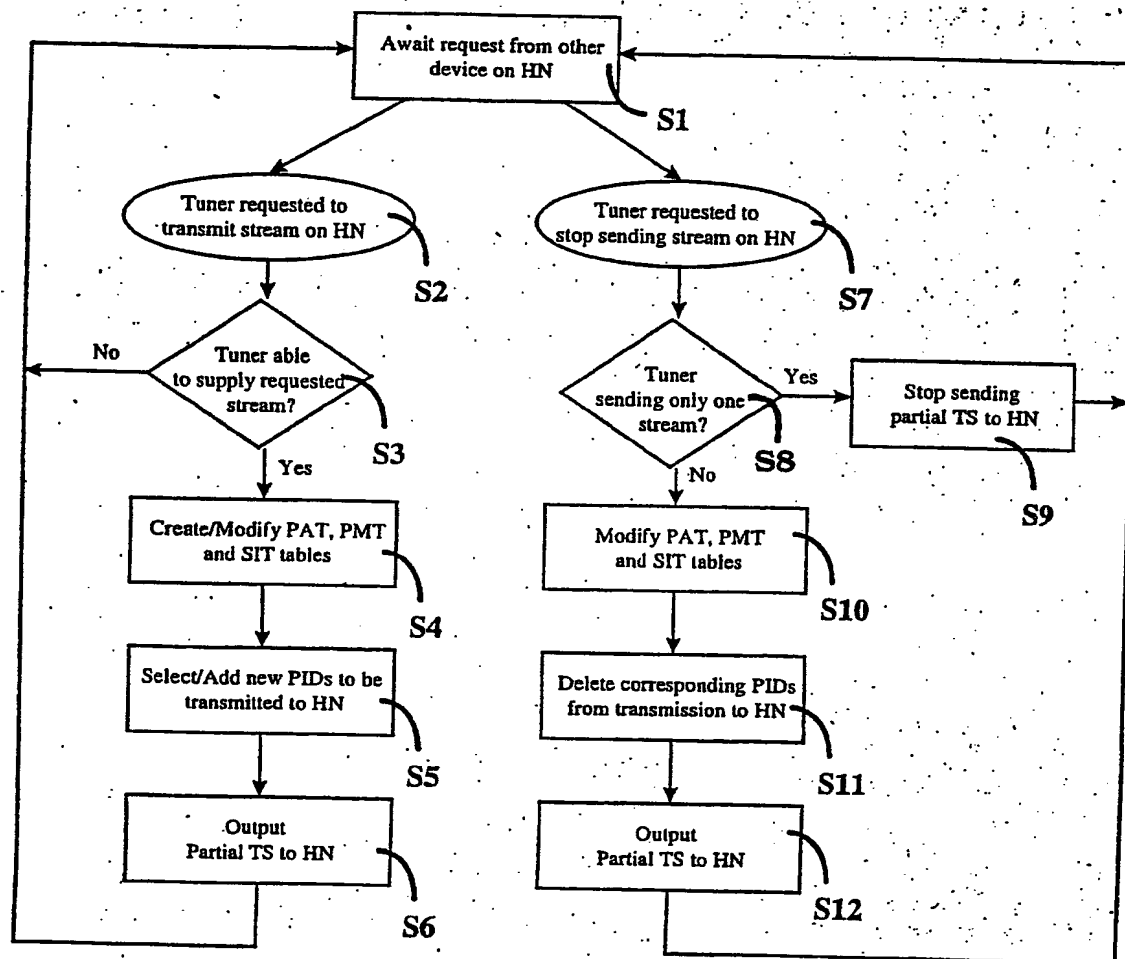 Await request from other
device on HN
S1
Tuner requested to
transmit stream on HN
S2
Tuner requested to
stop sending stream on HN
S7
No
Tuner able
to supply requested
stream?
S3
Yes
Tuner
sending only one
stream?
S8
Yes
Stop sending
partial TS to HN
S9
No
Create/Modify PAT, PMT
and SIT tables
S4
Modify PAT, PMT
and SIT tables
S10
Select/Add new PIDs to be
transmitted to HN
S5
Delete corresponding PIDs
from transmission to HN
S11
Output
Partial TS to HN
S6
Output
Partial TS to HN
S12